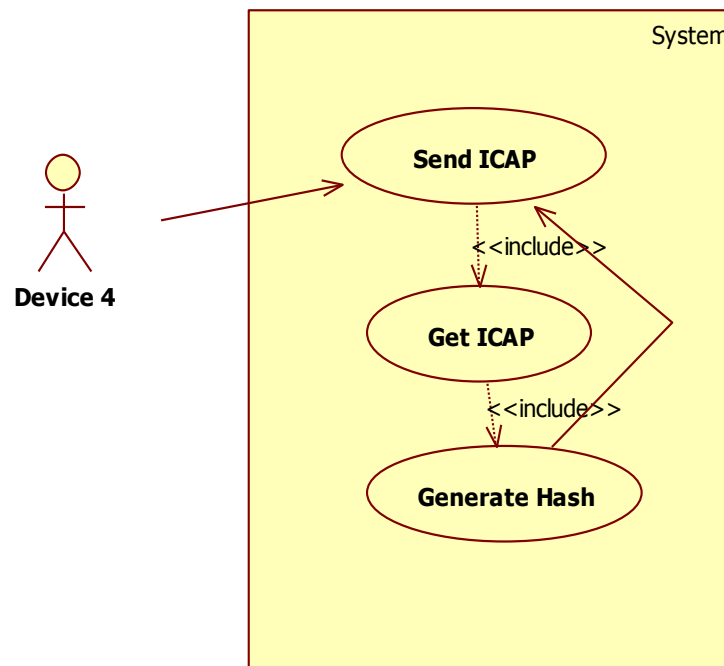 System
Send ICAP
<<include>>
Device 4
Get ICAP
<<include>>
Generate Hash